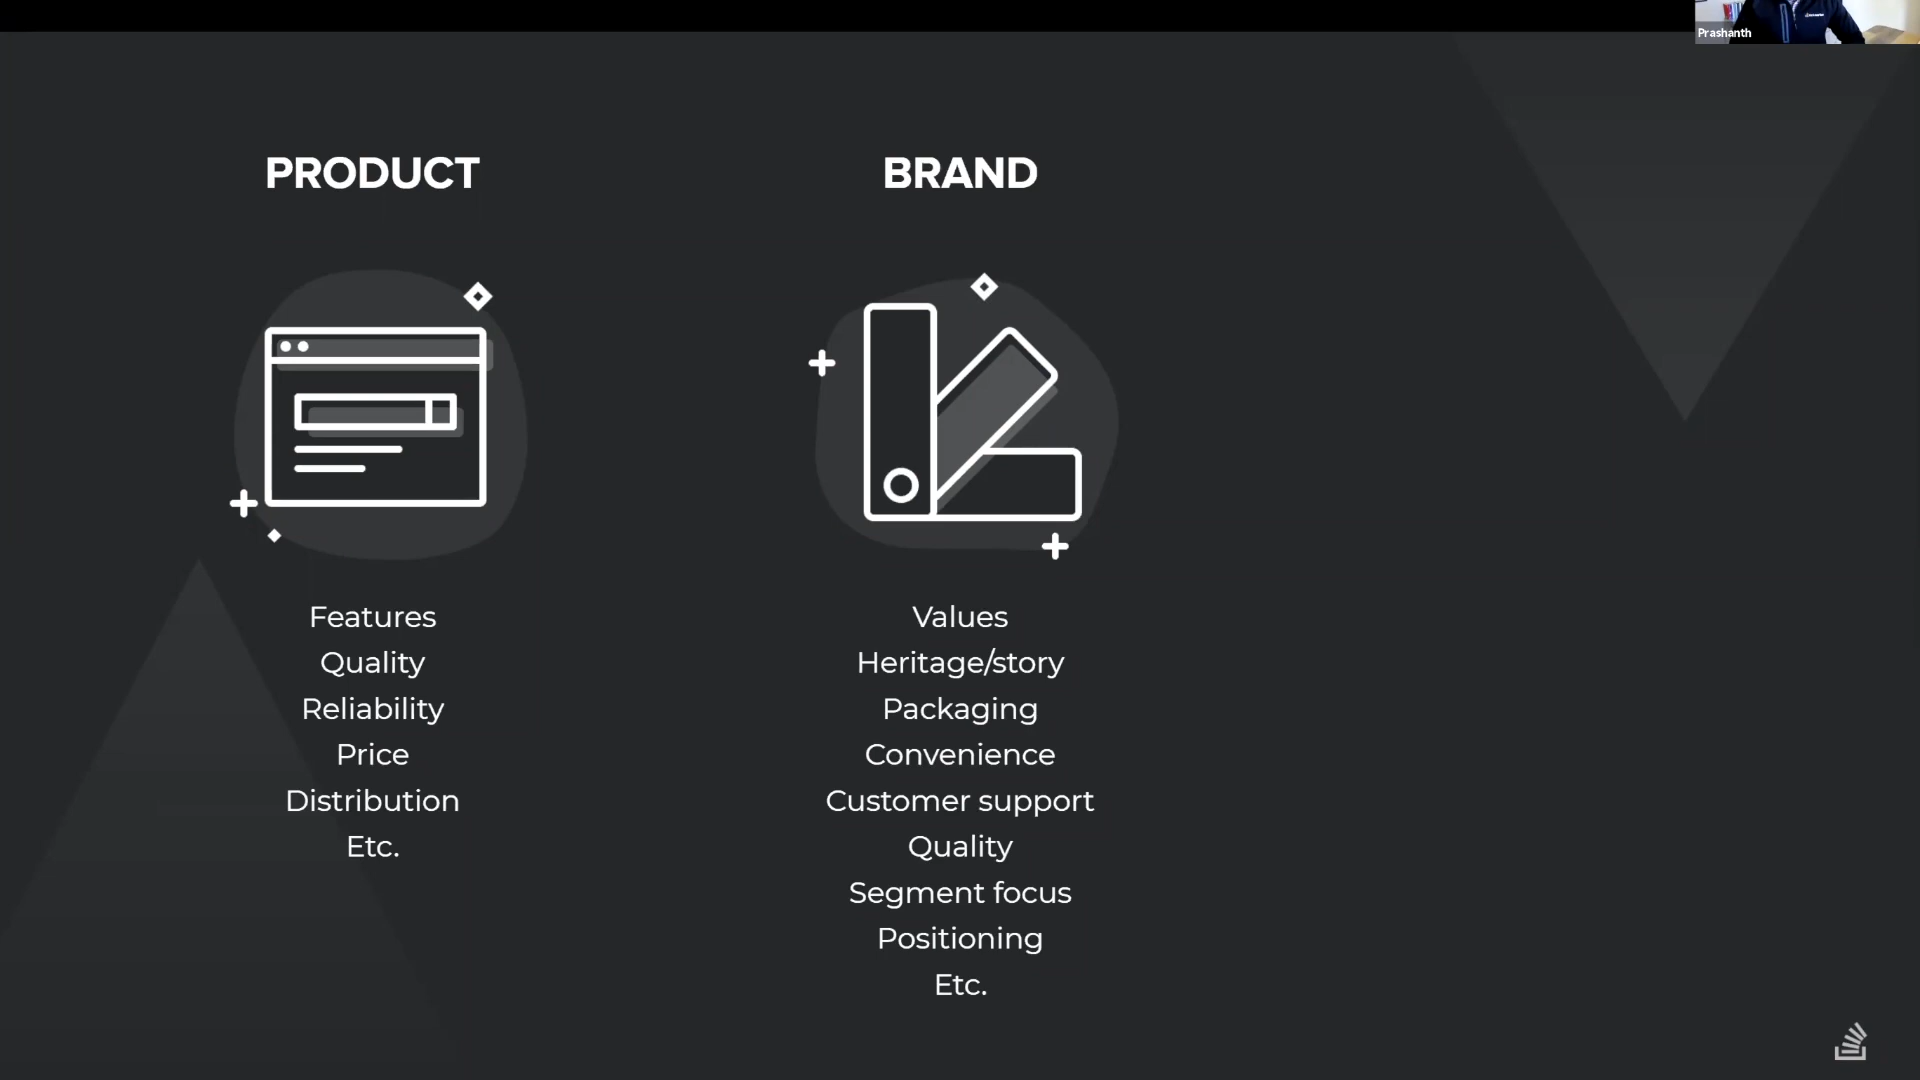 Prashanth
PRODUCT
Features
Quality
Reliability
Price
Distribution
Etc.
BRAND
Values
Heritage/story
Packaging
Convenience
Customer support
Quality
Segment focus
Positioning
Etc.